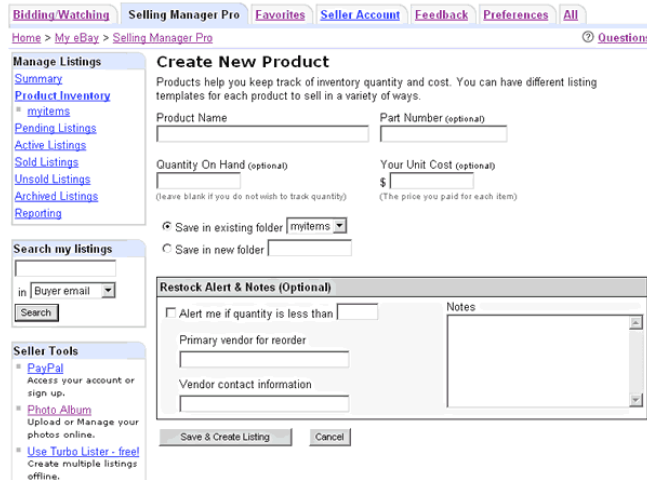 Bidding/Watching Selling Manager Pro Favorites Seller Account Feedback Preferences All
Home > My eBay > Selling Manager Pro
Questions
Manage Listings
Summary
Product Inventory
myitems
Pending Listings
Active Listings
Sold Listings
Unsold Listings
Archived Listings
Reporting
Search my listings
in Buyer email
Search
Seller Tools
PayPal
Access your account or
sign up.
Photo Album
Upload or Manage your
photos online.
Use Turbo Lister - free!
Create multiple listings
offline.
Create New Product
Products help you keep track of inventory quantity and cost. You can have different listing
templates for each product to sell in a variety of ways.
Product Name Part Number (optional)
Quantity On Hand (optional) Your Unit Cost (optional)
$
(leave blank if you do not wish to track quantity) (The price you paid for each item)
Save in existing folder myitems
Save in new folder
Restock Alert & Notes (Optional)
Alert me if quantity is less than
Notes
Primary vendor for reorder
Vendor contact information
Save & Create Listing Cancel